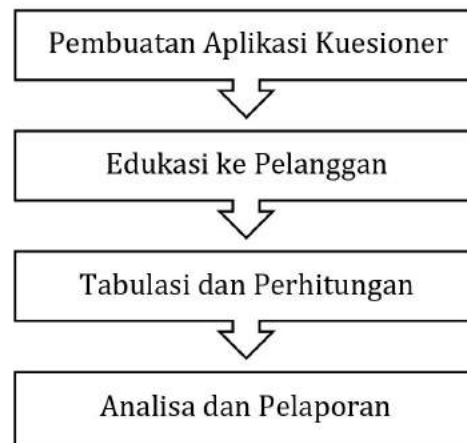 Pembuatan Aplikasi Kuesioner
Edukasi ke Pelanggan
Tabulasi dan Perhitungan
Analisa dan Pelaporan